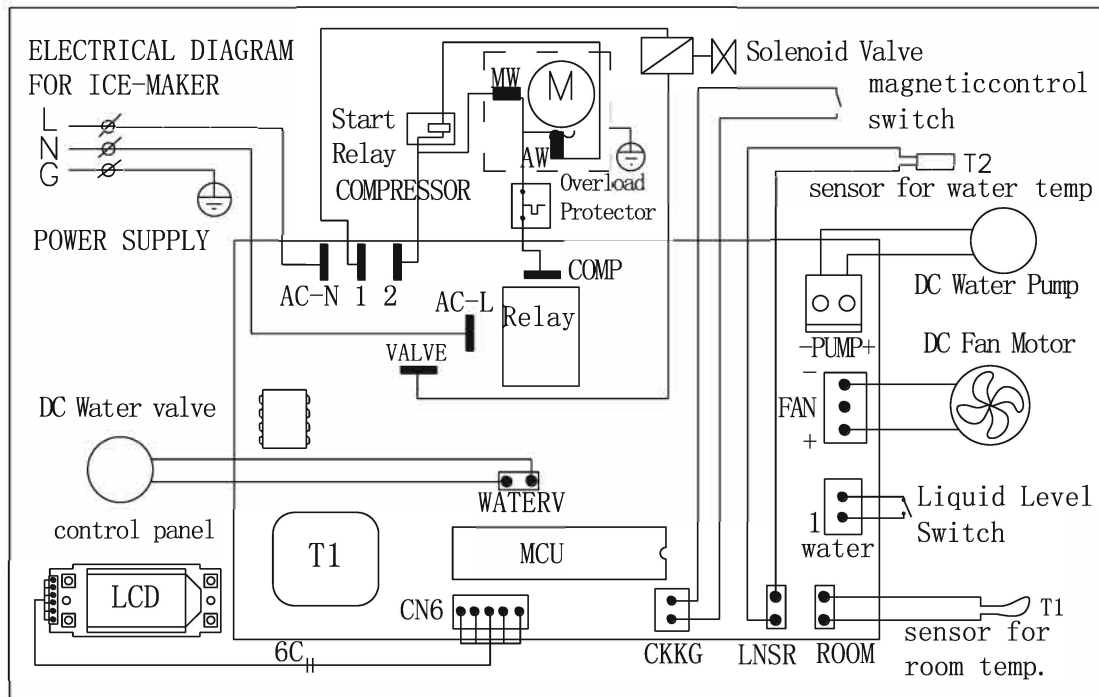 ELECTRICAL DIAGRAM
FOR ICE-MAKER
L
N
G
POWER SUPPLY
Start
Relay
COMPRESSOR
MW
M
AW
Overload
Protector
Solenoid Valve
magneticcontrol
switch
T2
sensor for water temp
AC-N 1 2
COMP
AC-L
Relay
VALVE
DC Water Pump
-PUMP+
DC Fan Motor
-
FAN
+
DC Water valve
WATERV
Liquid Level
Switch
1
water
control panel
T1
MCU
LCD
CN6
6C
CKKG
LNSR
ROOM
T1
sensor for
room temp.